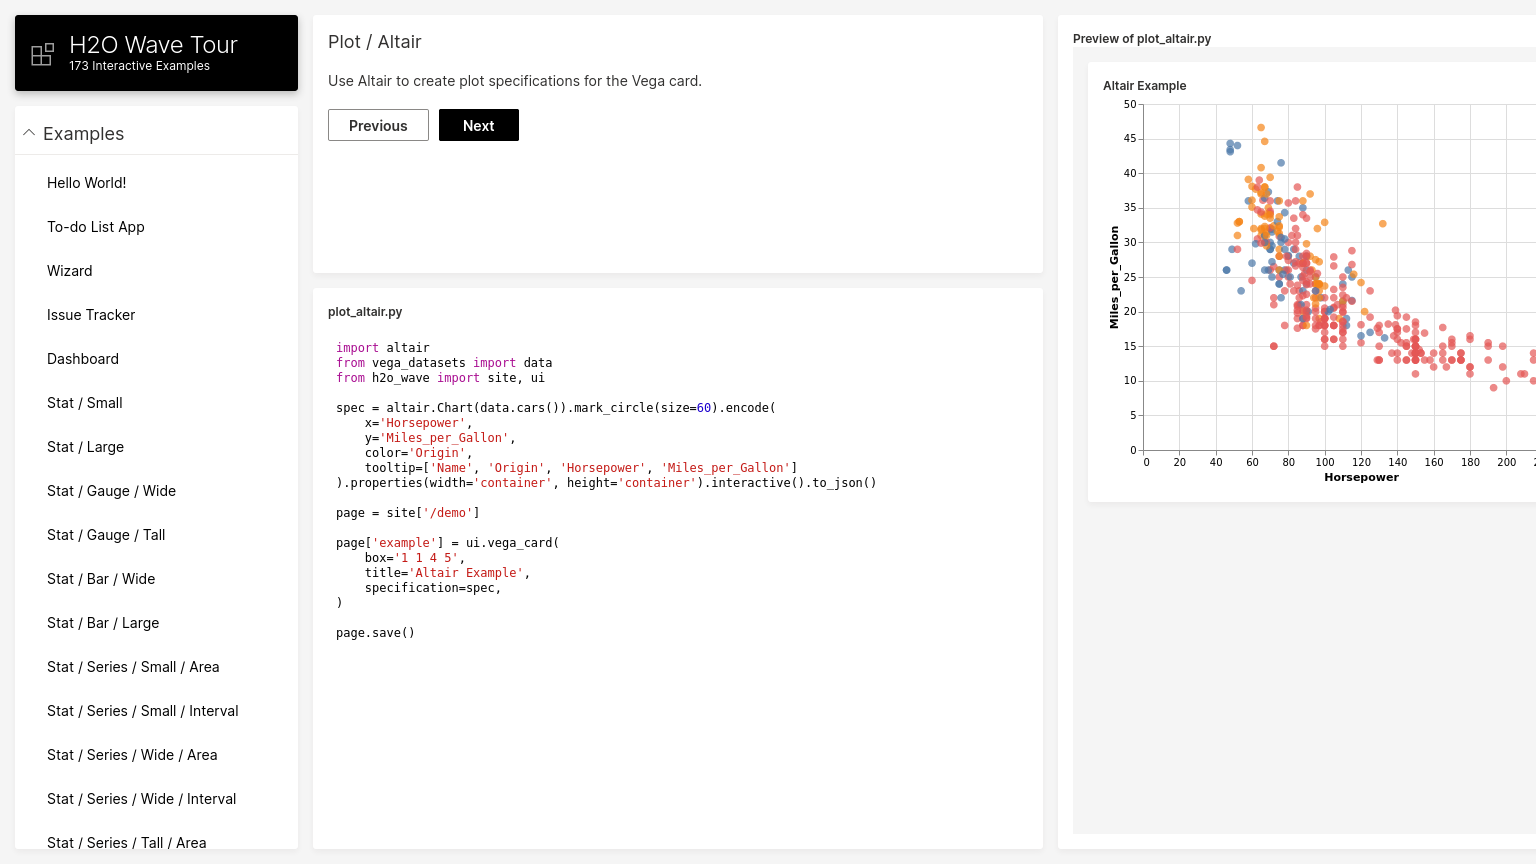 H2O Wave Tour
173 Interactive Examples
Examples
Hello World!
To-do List App
Wizard
Issue Tracker
Dashboard
Stat / Small
Stat / Large
Stat / Gauge / Wide
Stat / Gauge / Tall
Stat / Bar / Wide
Stat / Bar / Large
Stat / Series / Small / Area
Stat / Series / Small / Interval
Stat / Series / Wide / Area
Stat / Series / Wide / Interval
Stat / Series / Tall / Area
Plot / Altair
Use Altair to create plot specifications for the Vega card.
Previous
Next
plot_altair.py
import altair
from vega_datasets import data
from h2o_wave import site, ui
spec = altair.Chart(data.cars()).mark_circle(size=60).encode(
    x='Horsepower',
    y='Miles_per_Gallon',
    color='Origin',
    tooltip=['Name', 'Origin', 'Horsepower', 'Miles_per_Gallon']
).properties(width='container', height='container').interactive().to_json()
page = site['/demo']
page['example'] = ui.vega_card(
    box='1 1 4 5',
    title='Altair Example',
    specification=spec,
)
page.save()
Preview of plot_altair.py
Altair Example
50
45
40
35
30
25
20
15
10
5
0
Miles_per_Gallon
0 20 40 60 80 100 120 140 160 180 200
Horsepower